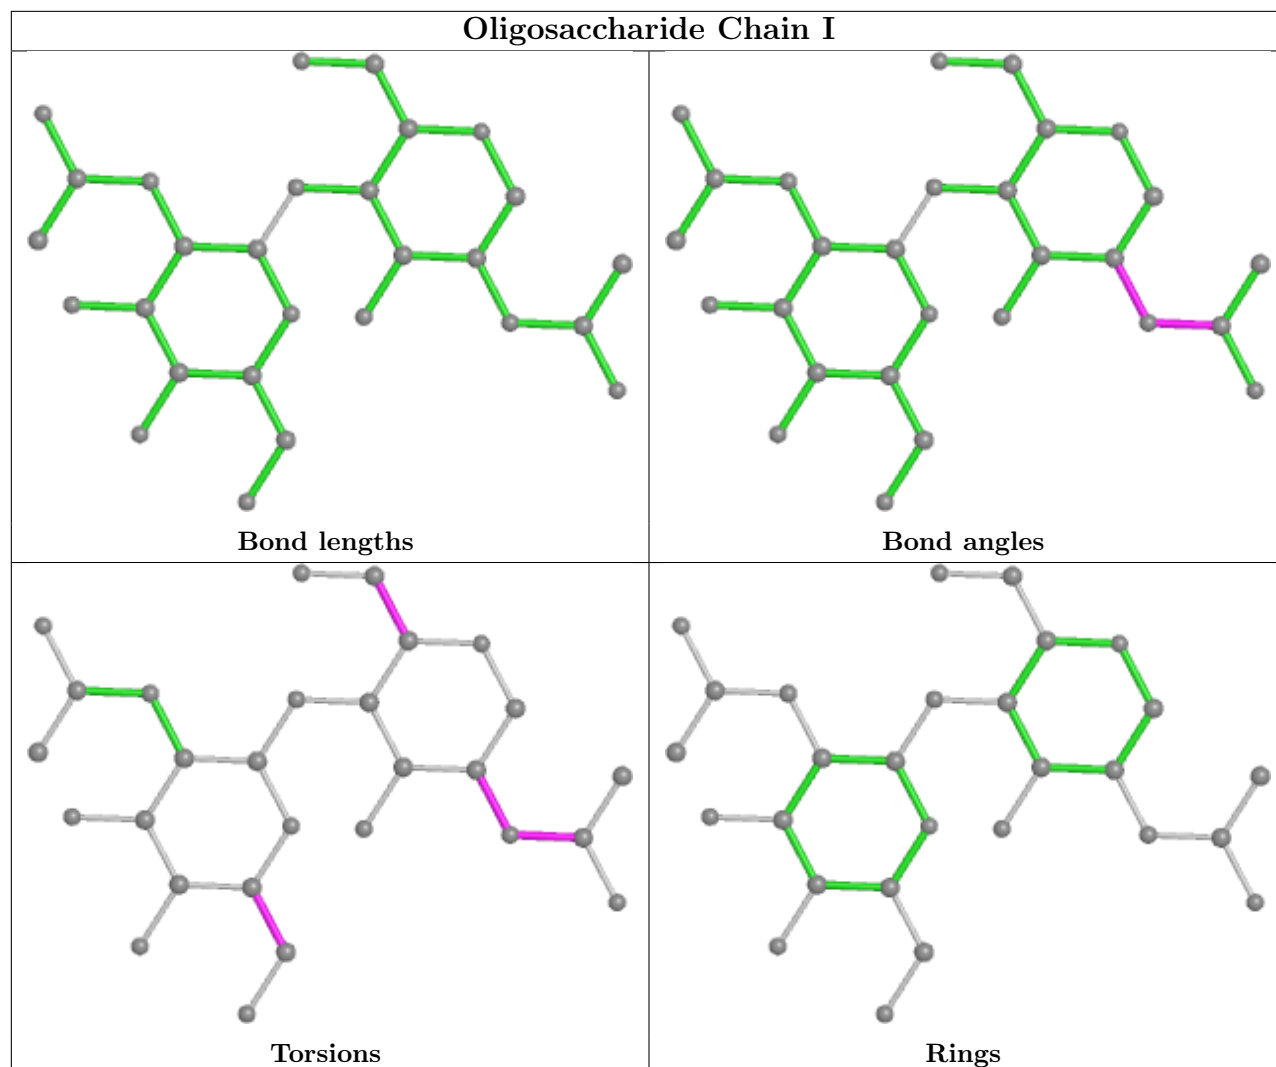 Oligosaccharide Chain I
Bond lengths
Bond angles
Torsions
Rings